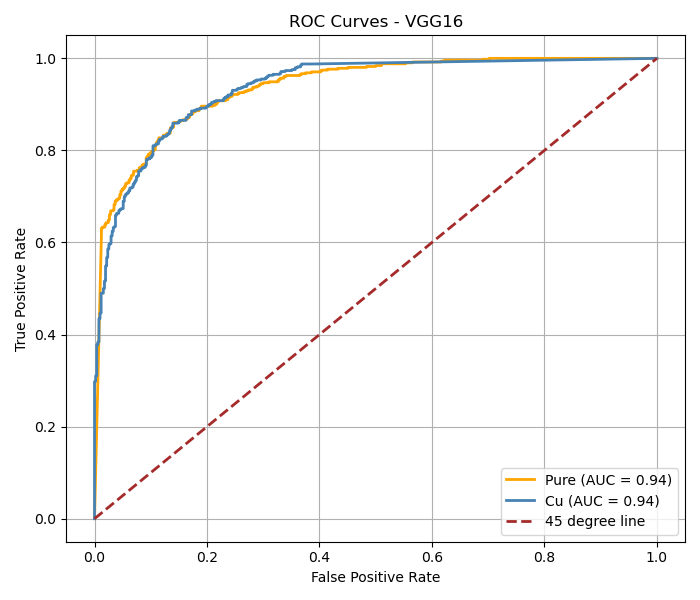 ROC Curves - VGG16
True Positive Rate
1.0
0.8
0.6
0.4
0.2
0.0
0.0 0.2 0.4 0.6 0.8 1.0
False Positive Rate
Pure (AUC = 0.94)
Cu (AUC = 0.94)
45 degree line